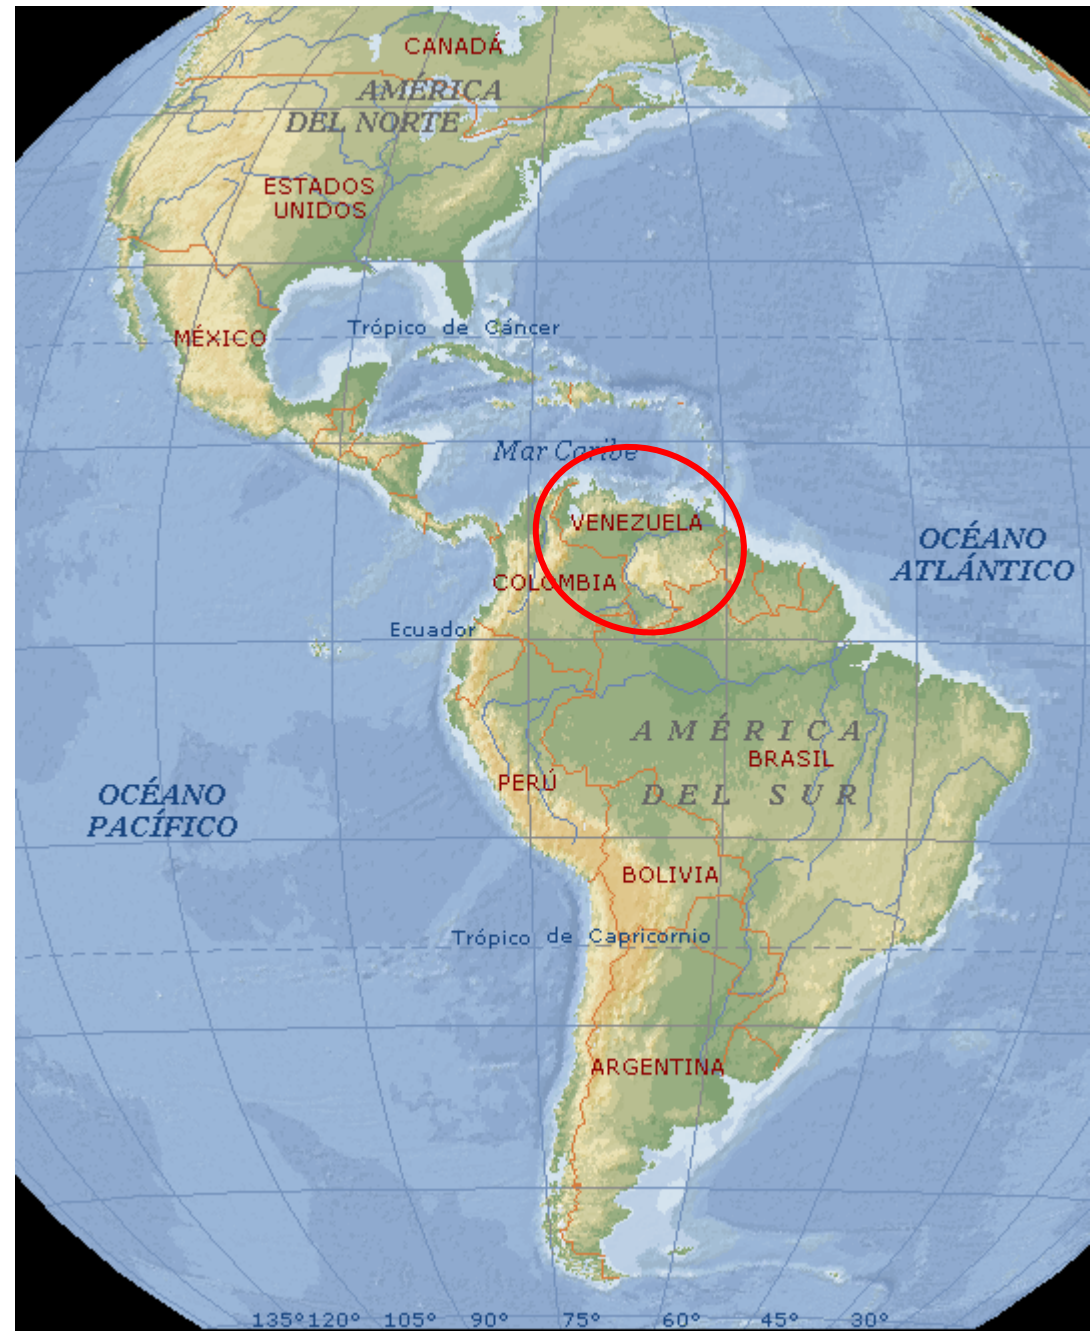 CANADÁ
AMÉRICA
DEL NORTE
ESTADOS
UNIDOS
MÉXICO
Trópico de Cáncer
Mar Caribe
VENEZUELA
OCÉANO
ATLÁNTICO
COLOMBIA
Ecuador
AMÉRICA
BRASIL
PERÚ
DEL SUR
OCÉANO
PACÍFICO
BOLIVIA
Trópico de Capricornio
ARGENTINA
135° 120° 105° 90° 75° 60° 45° 30°